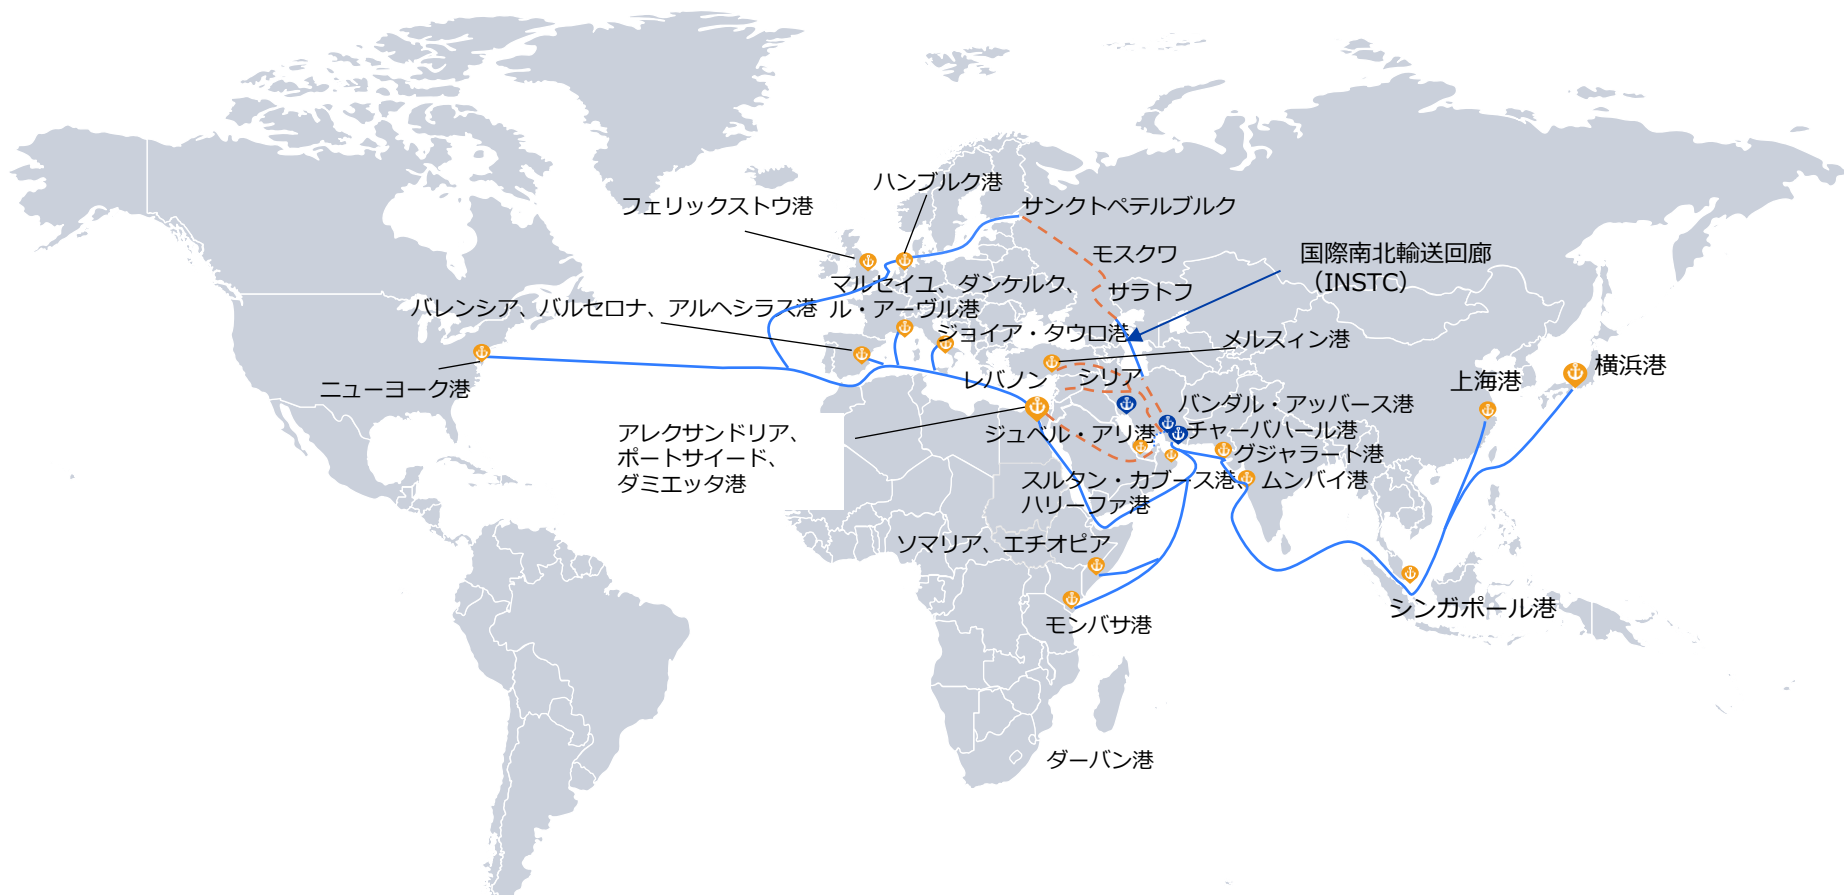 ハンブルク港
フェリックストウ港
サンクトペテルブルク
モスクワ
国際南北輸送回廊
（INSTC）
サラトフ
マルセイユ、ダンケルク、
ル・アーヴル港
バレンシア、バルセロナ、アルヘシラス港
ジョイア・タウロ港
メルスィン港
ニューヨーク港
レバノン
シリア
上海港
横浜港
アレクサンドリア、
ポートサイード、
ダミエッタ港
ジュベル・アリ港
バンダル・アッバース港
チャーバハール港
グジャラート港
スルタン・カブース港、
ハリーファ港
ムンバイ港
ソマリア、エチオピア
モンバサ港
シンガポール港
ダーバン港